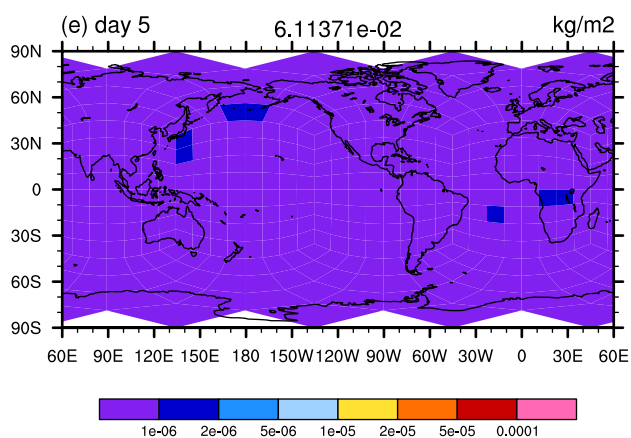 (e) day 5 6.11371e-02 kg/m2
90N
60N
30N
0
30S
60S
90S
60E 90E 120E 150E 180 150W 120W 90W 60W 30W 0 30E 60E
1e-06 2e-06 5e-06 1e-05 2e-05 5e-05 0.0001